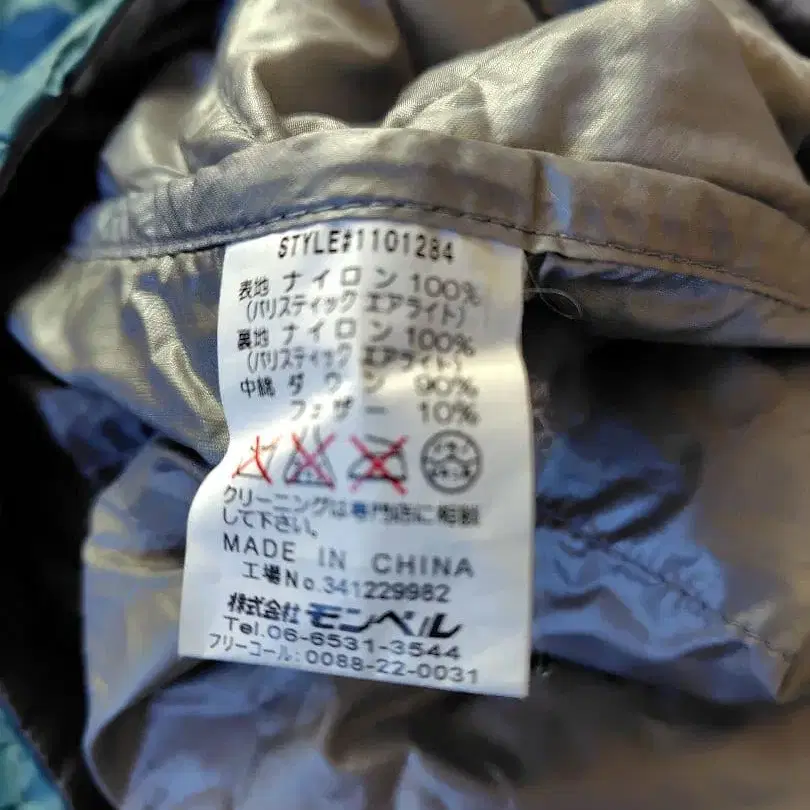 STYLE#1101284
表地 ナイロン 100%
(バリスティック エアライト)
裏地 ナイロン 100%
(バリスティック エアライト)
中綿 ダウン 90%
フェザー 10%
クリーニングは専門店に相談
して下さい。
MADE IN CHINA
工場No.341229982
株式会社 モンベル
Tel.06-6531-3544
フリーコール:0088-22-0031